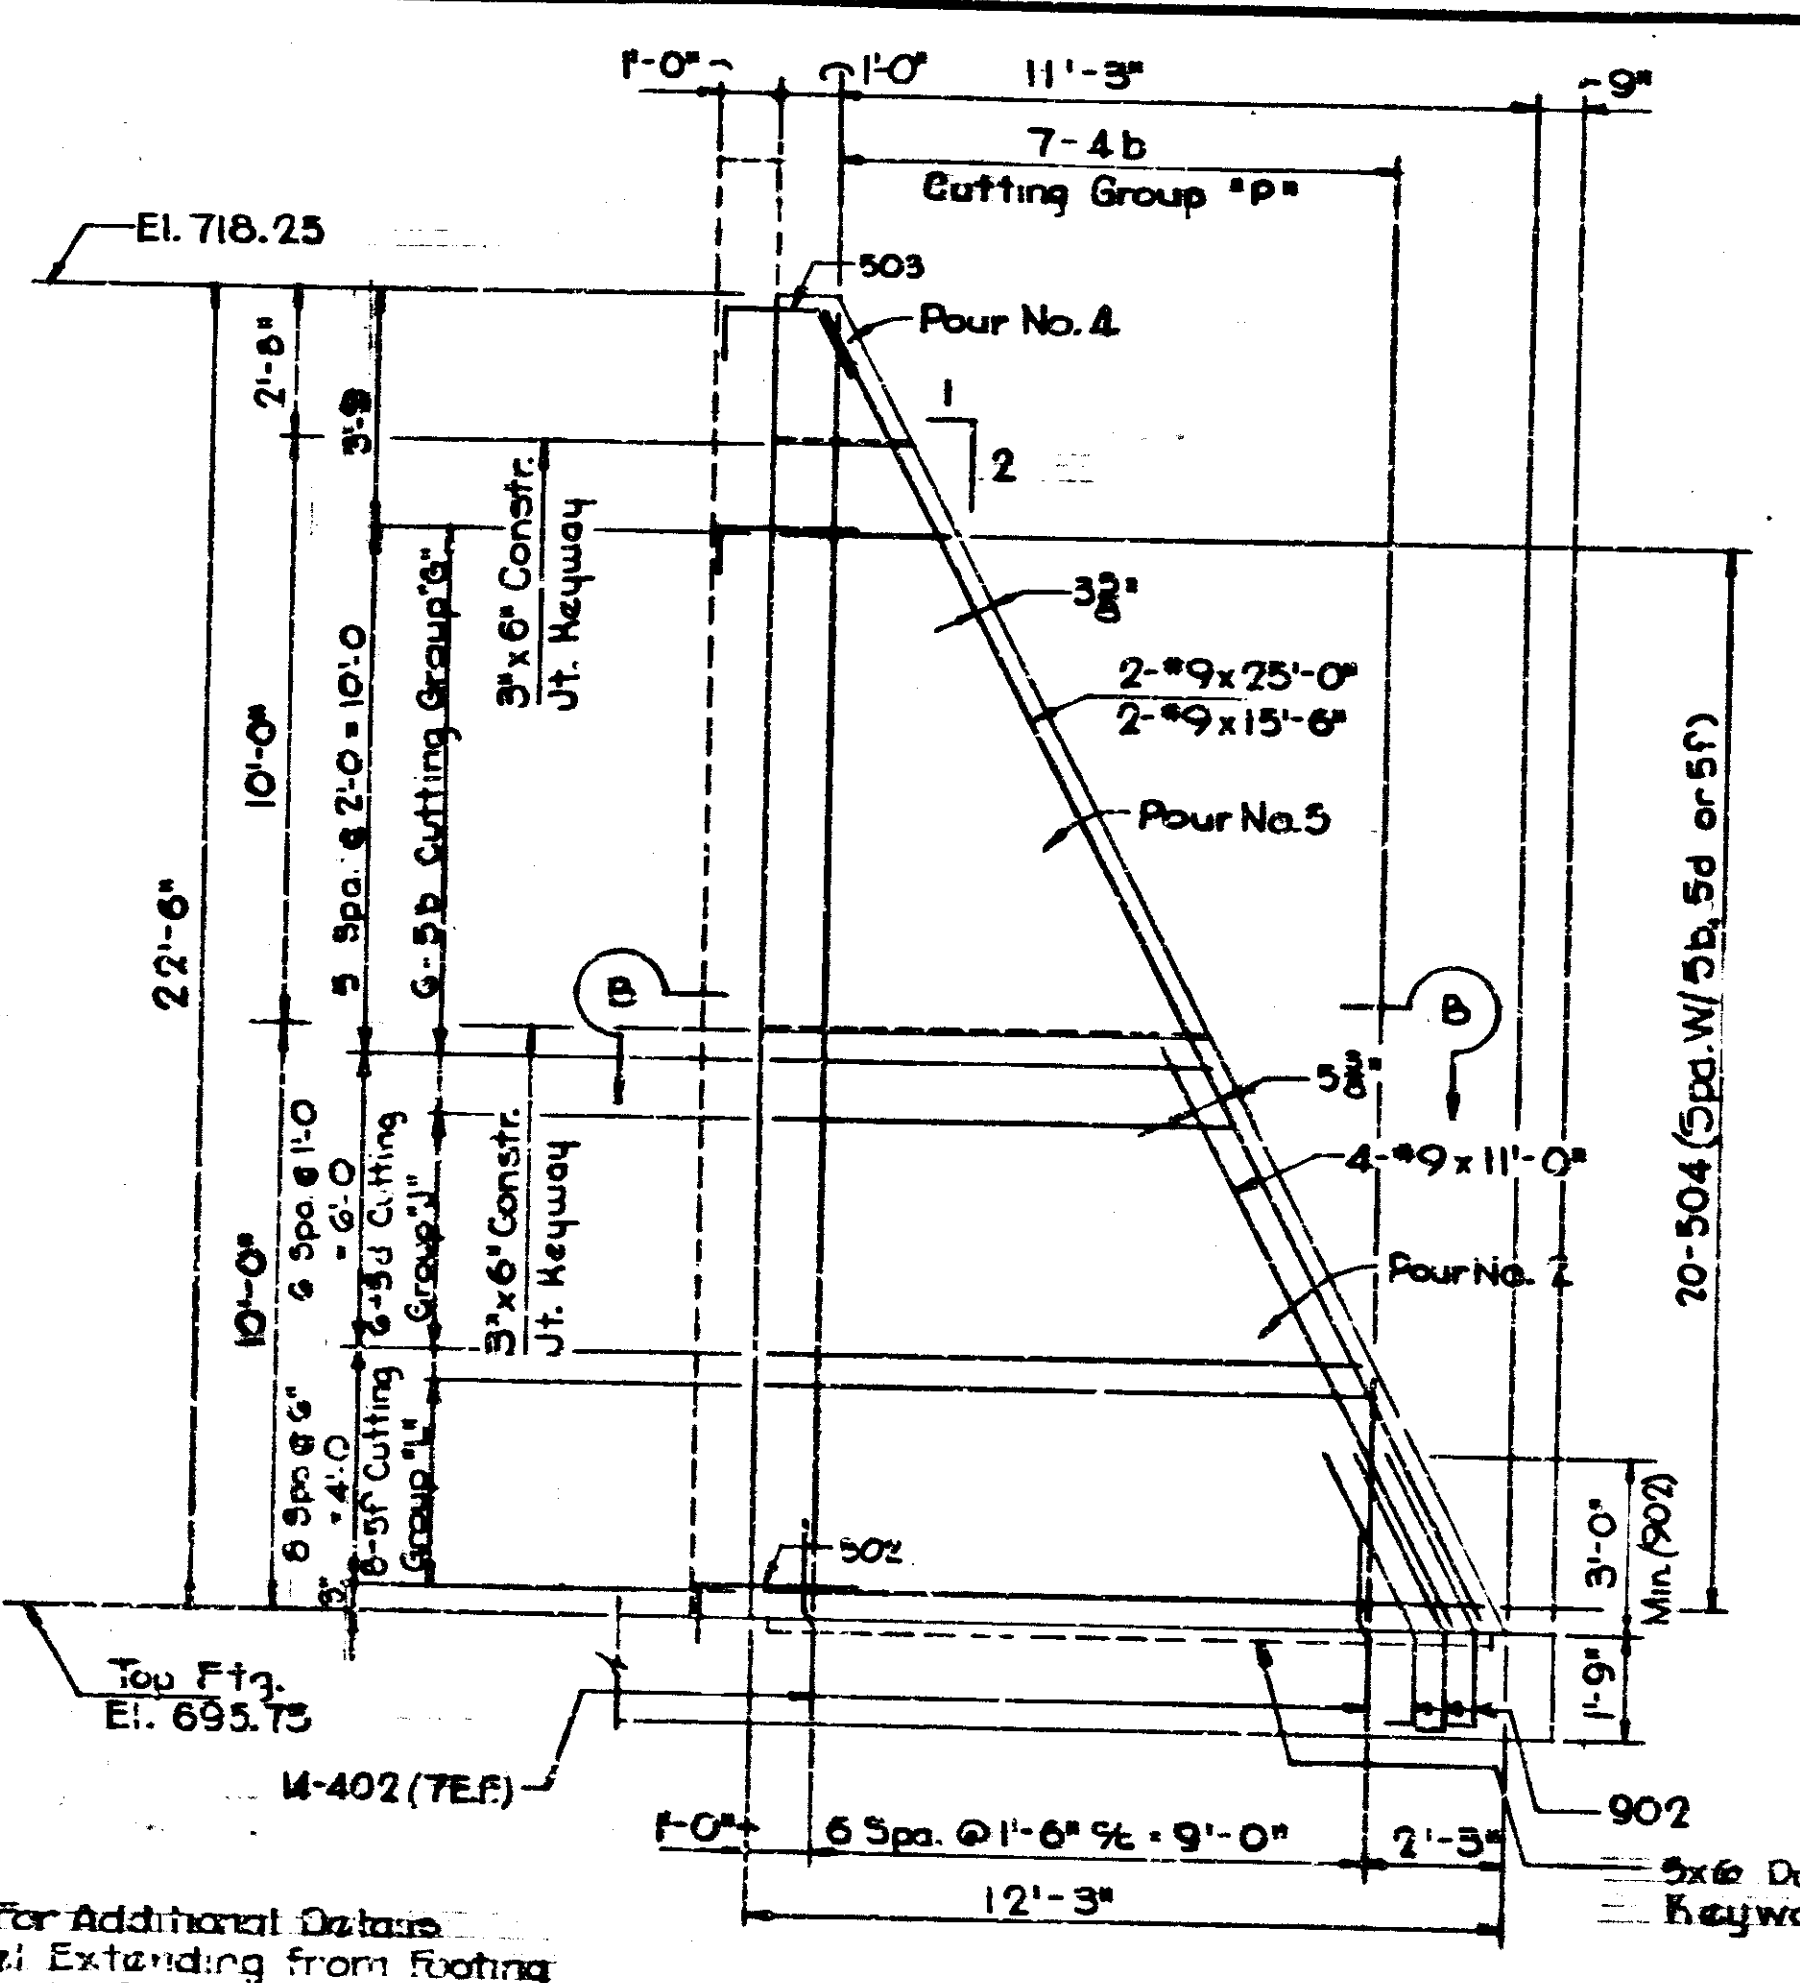 1'-0"
1'-0"
11'-3"
9"
7-4b
Cutting Group "P"
El. 718.25
503
Pour No. 4
2'-8"
3'-9
1
2
3"x6" Constr.
Jt. Keyway
3 5/8"
2-#9x25'-0"
2-#9x15'-6"
10'-0"
5 Spa. @ 2'-0 = 10'-0
6-5b Cutting Group "G"
Pour No. 5
22'-6"
B
B
20-504 (Spa. W/ 5b, 5d or 5f)
4-#9x11'-0"
10'-0"
6 Spa @ 1'-0
= 6'-0
6-5d Cutting
Group "J"
3"x6" Constr.
Jt. Keyway
Pour No.
8 Spa @ 6"
= 4'-0
8-5f Cutting
Group "L"
3"
502
3'-0"
Min. (902)
Top Ftg.
El. 695.75
1'-9"
14-402 (7E.F.)
902
1'-0"
6 Spa. @ 1'-6" c/c = 9'-0"
2'-3"
12'-3"
Keyw
For Additional Details
Extending from Footing